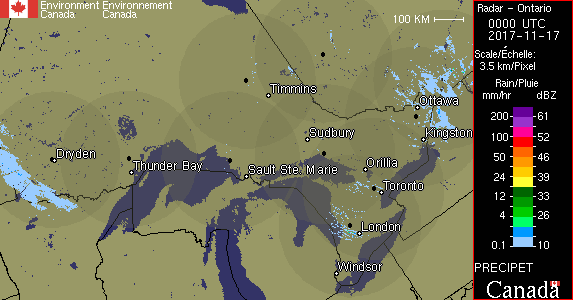 Environment Environnement
Canada Canada
100 KM
Timmins
Ottawa
Sudbury
Kingston
Dryden
Thunder Bay
Sault Ste. Marie
Orillia
Toronto
London
Windsor
Radar - Ontario
0000 UTC
2017-11-17
Scale/Échelle:
3.5 km/Pixel
Rain/Pluie
mm/hr dBZ
200 61
100 52
50 46
24 39
12 33
4 26
0.1 10
PRECIPET
Canada